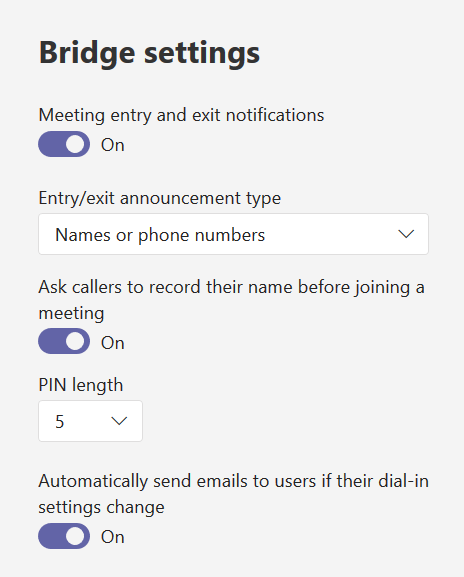 Bridge settings
Meeting entry and exit notifications
On
Entry/exit announcement type
Names or phone numbers
Ask callers to record their name before joining a
meeting
On
PIN length
5
Automatically send emails to users if their dial-in
settings change
On